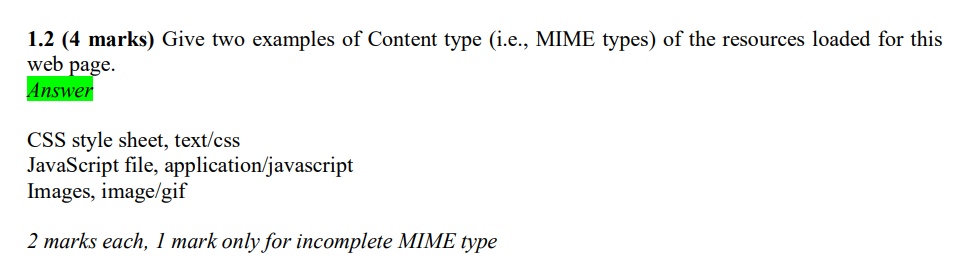 1.2 (4 marks) Give two examples of Content type (i.e., MIME types) of the resources loaded for this
web page.
Answer
CSS style sheet, text/css
JavaScript file, application/javascript
Images, image/gif
2 marks each, 1 mark only for incomplete MIME type